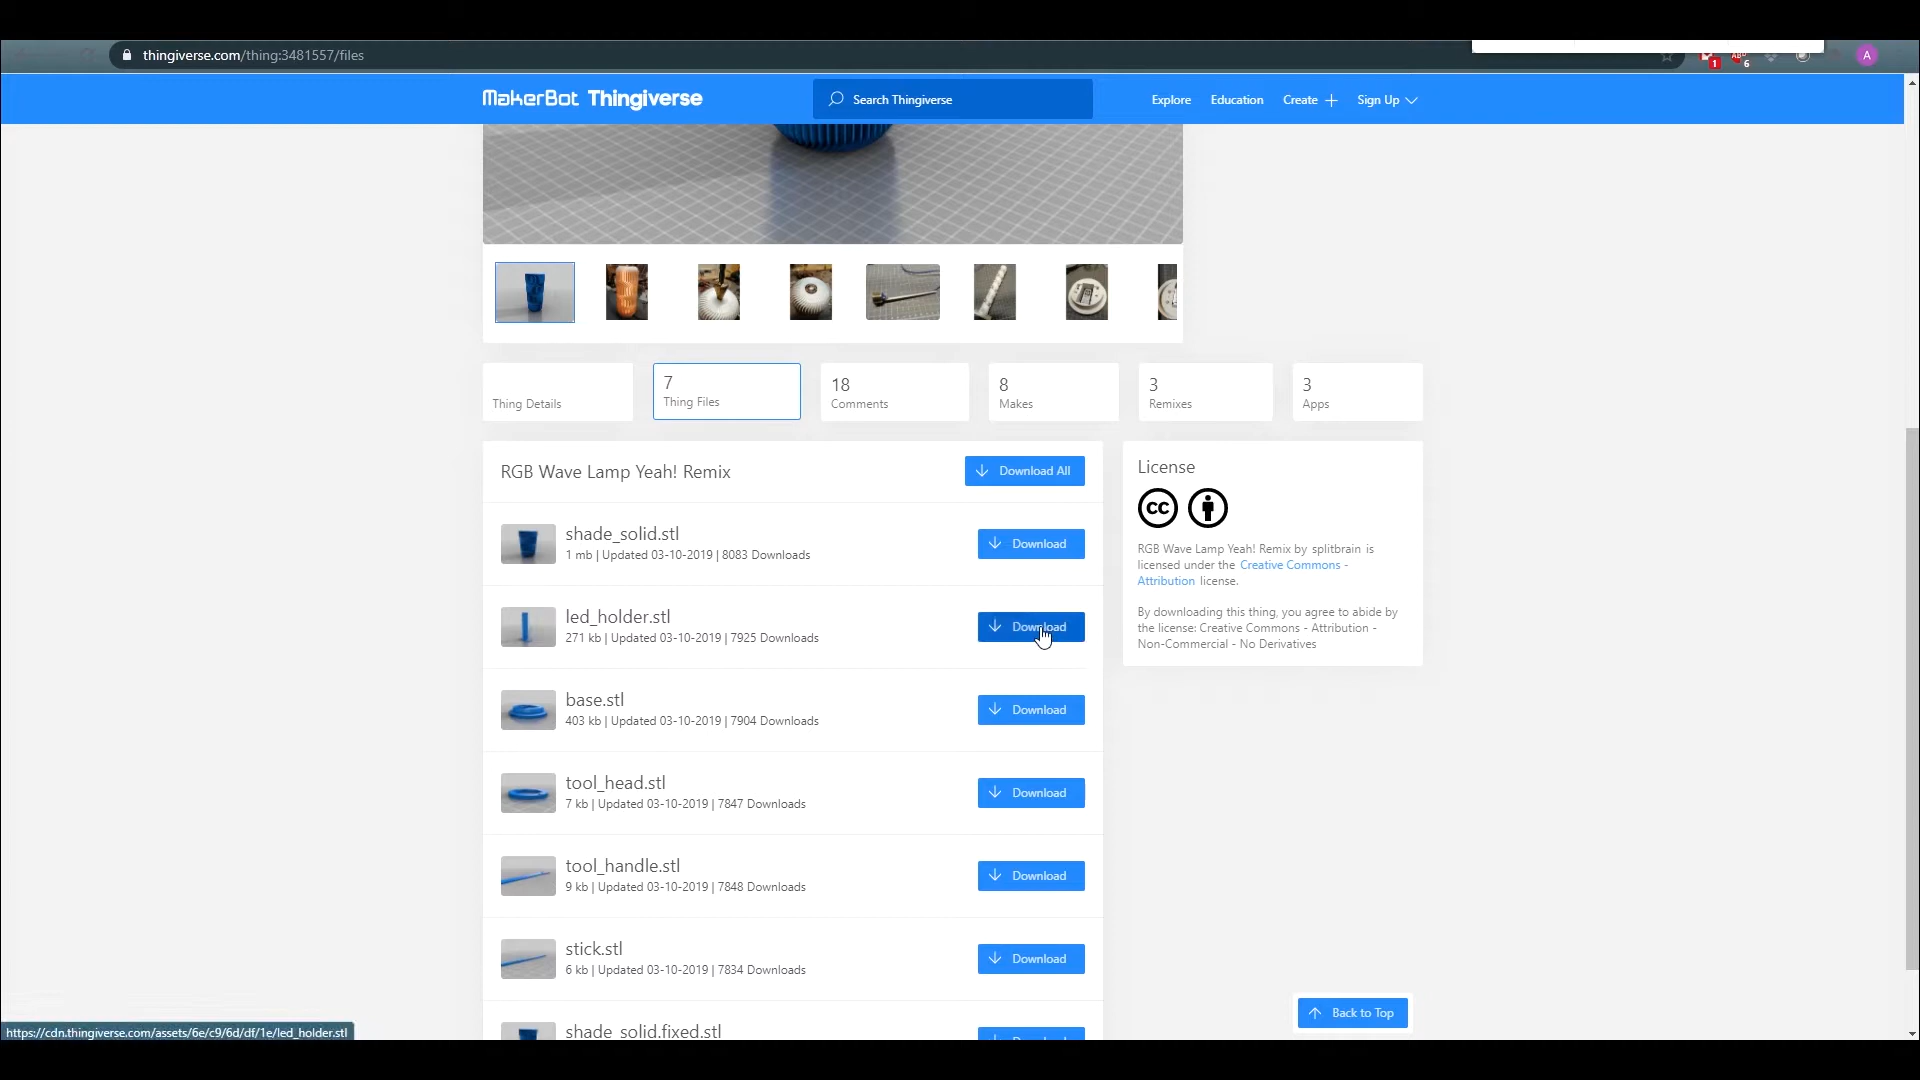 thingiverse.com/thing:3481557/files
1
6
A
MakerBot Thingiverse
Search Thingiverse
Explore
Education
Create
Sign Up
Thing Details
7
Thing Files
18
Comments
8
Makes
3
Remixes
3
Apps
RGB Wave Lamp Yeah! Remix
Download All
shade_solid.stl
1 mb | Updated 03-10-2019 | 8083 Downloads
Download
led_holder.stl
271 kb | Updated 03-10-2019 | 7925 Downloads
Download
base.stl
403 kb | Updated 03-10-2019 | 7904 Downloads
Download
tool_head.stl
7 kb | Updated 03-10-2019 | 7847 Downloads
Download
tool_handle.stl
9 kb | Updated 03-10-2019 | 7848 Downloads
Download
stick.stl
6 kb | Updated 03-10-2019 | 7834 Downloads
Download
shade_solid.fixed.stl
License
cc
RGB Wave Lamp Yeah! Remix by splitbrain is
licensed under the Creative Commons -
Attribution license.
By downloading this thing, you agree to abide by
the license: Creative Commons - Attribution -
Non-Commercial - No Derivatives
Back to Top
https://cdn.thingiverse.com/assets/6e/c9/6d/df/1e/led_holder.stl